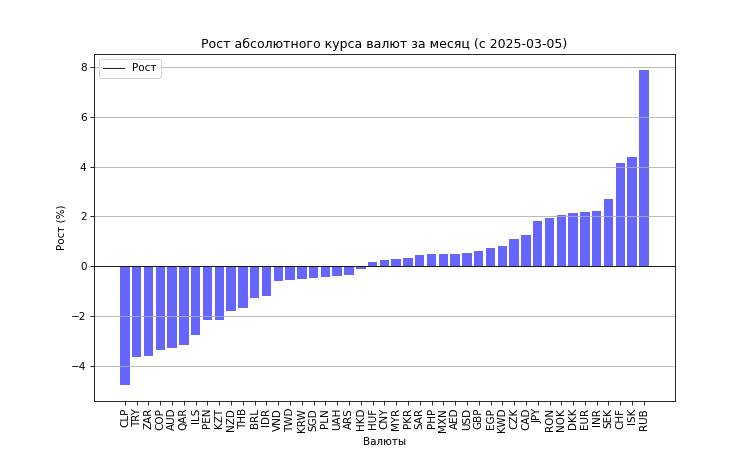 Рост абсолютного курса валют за месяц (с 2025-03-05)
Рост
8
6
4
2
0
−2
−4
Рост (%)
CLP TRY ZAR COP AUD QAR ILS PEN KZT NZD THB BRL IDR VND TWD KRW SGD PLN UAH ARS HKD HUF CNY MYR PKR SAR PHP MXN AED USD GBP EGP KWD CZK CAD JPY RON NOK DKK EUR INR SEK CHF ISK RUB
Валюты